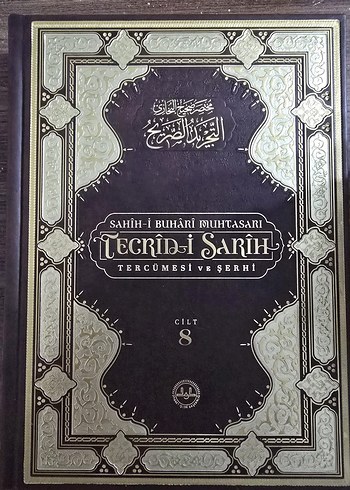 مختصر صحيح البخاري
التجريد الصريح
SAHÎH-İ BUHÂRÎ MUHTASARI
TECRÎD-İ SARÎH
TERCÜMESİ VE ŞERHİ
CİLT
8